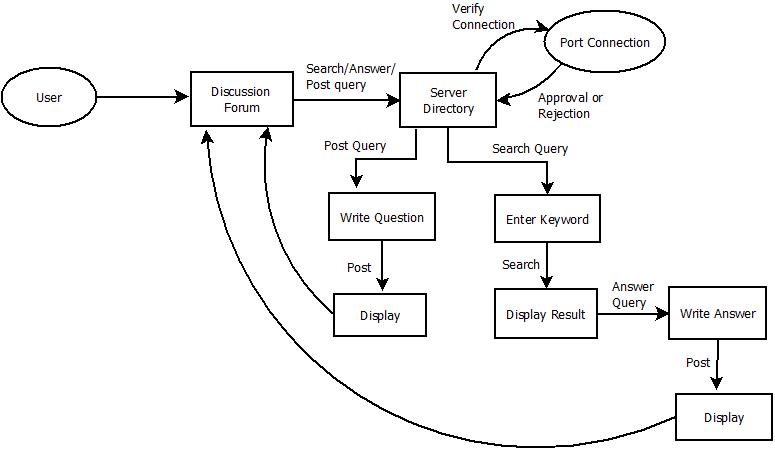 Verify
Connection
Port Connection
User
Discussion
Forum
Search/Answer/
Post query
Server
Directory
Approval or
Rejection
Post Query
Search Query
Write Question
Enter Keyword
Post
Search
Display
Display Result
Answer
Query
Write Answer
Post
Display